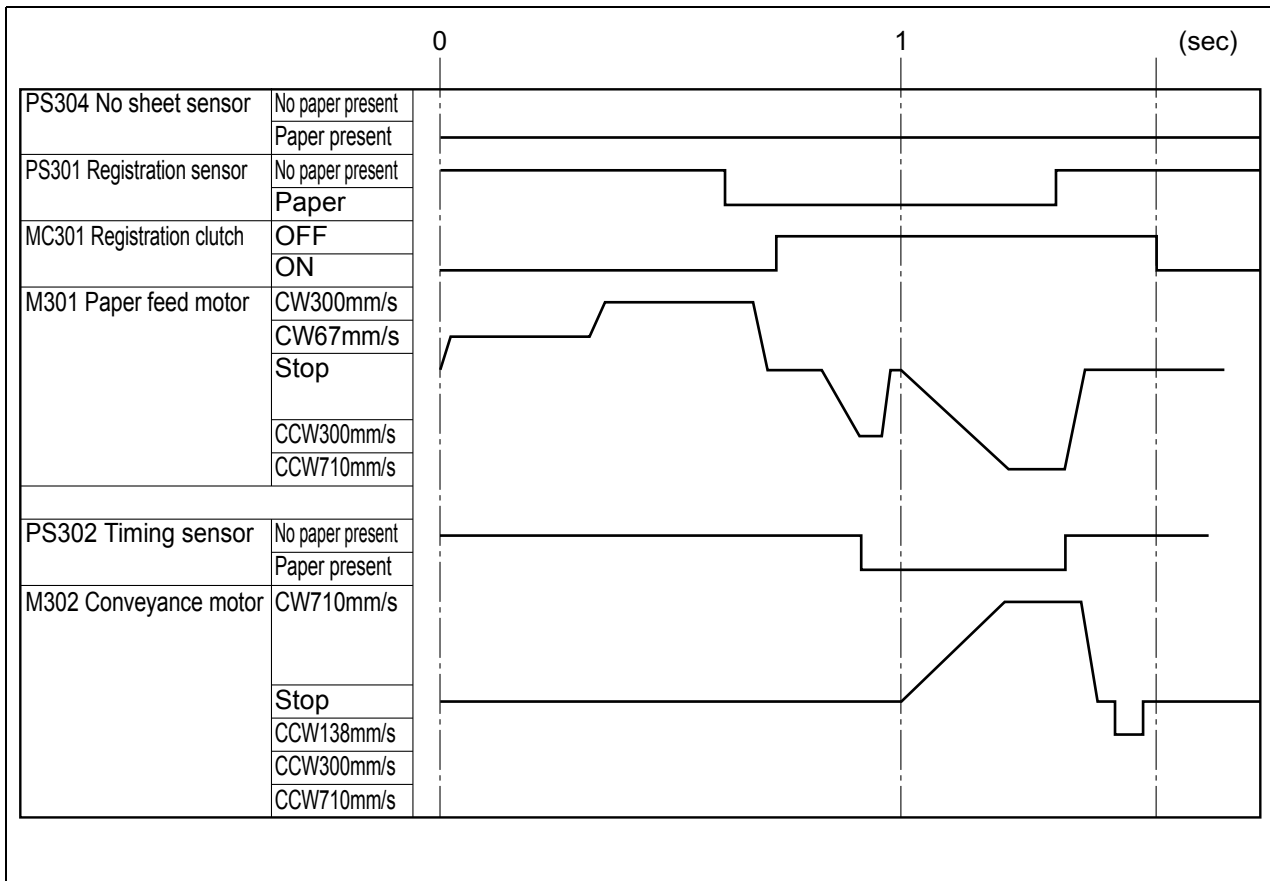 0 1 (sec)
PS304 No sheet sensor No paper present
Paper present
PS301 Registration sensor No paper present
Paper
MC301 Registration clutch OFF
ON
M301 Paper feed motor CW300mm/s
CW67mm/s
Stop
CCW300mm/s
CCW710mm/s
PS302 Timing sensor No paper present
Paper present
M302 Conveyance motor CW710mm/s
Stop
CCW138mm/s
CCW300mm/s
CCW710mm/s